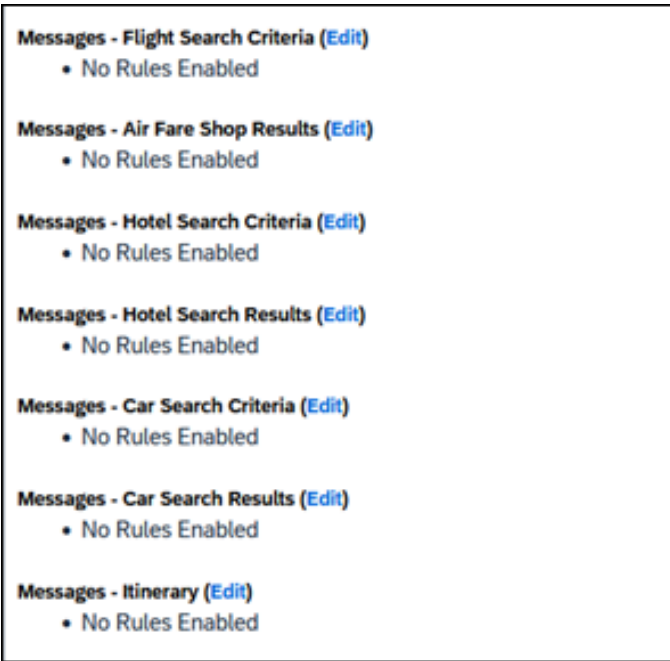 Messages - Flight Search Criteria (Edit)
• No Rules Enabled
Messages - Air Fare Shop Results (Edit)
• No Rules Enabled
Messages - Hotel Search Criteria (Edit)
• No Rules Enabled
Messages - Hotel Search Results (Edit)
• No Rules Enabled
Messages - Car Search Criteria (Edit)
• No Rules Enabled
Messages - Car Search Results (Edit)
• No Rules Enabled
Messages - Itinerary (Edit)
• No Rules Enabled